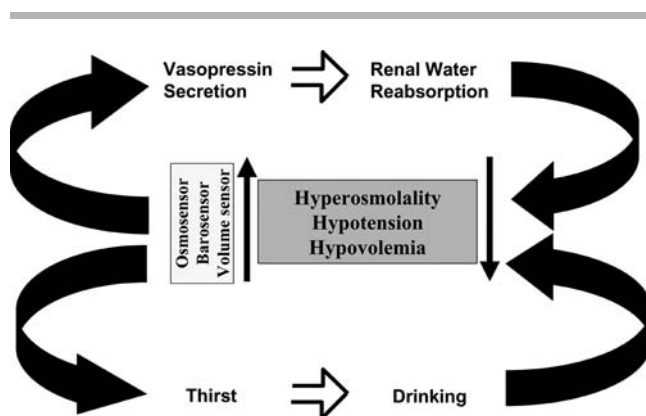 Vasopressin
Secretion
Renal Water
Reabsorption
Osmosensor
Barosensor
Volume sensor
Hyperosmolality
Hypotension
Hypovolemia
Thirst
Drinking